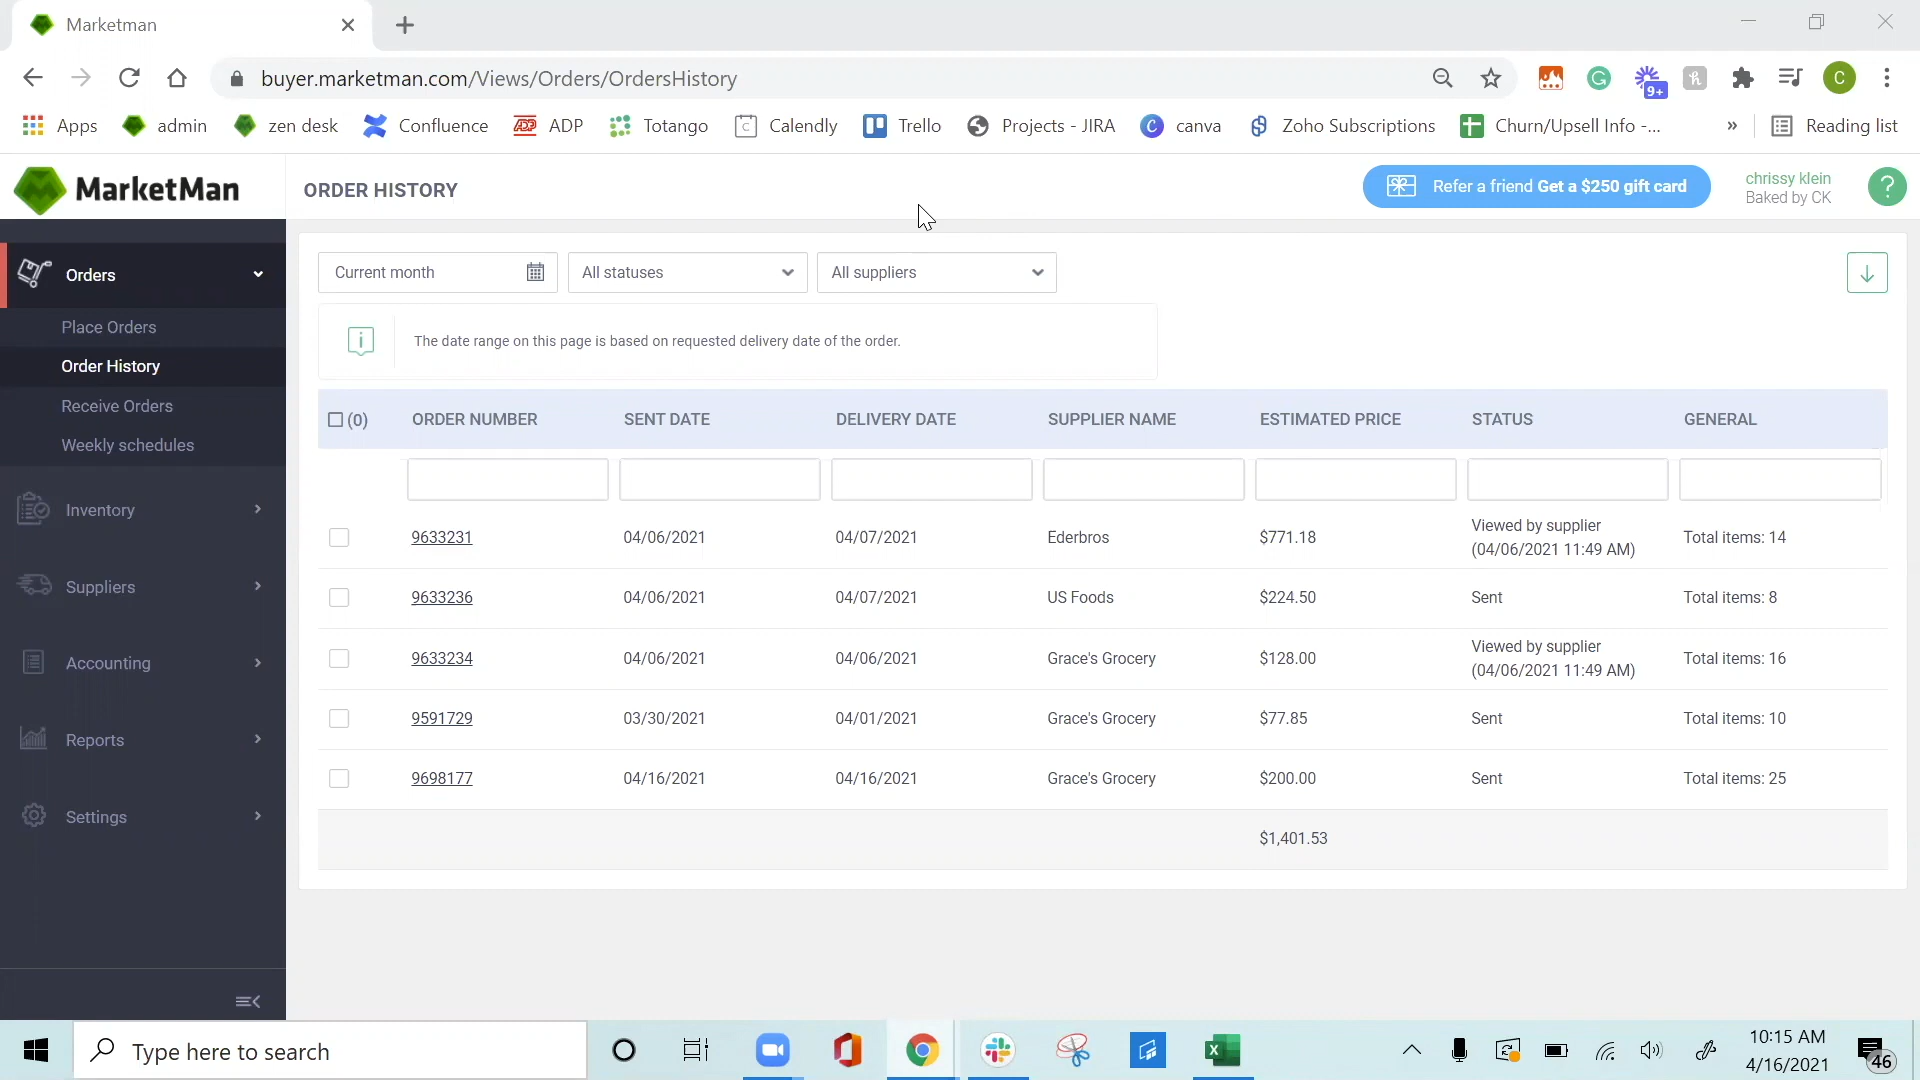 Marketman
buyer.marketman.com/Views/Orders/OrdersHistory
9+
C
Apps admin zen desk Confluence ADP Totango Calendly Trello Projects - JIRA canva Zoho Subscriptions Churn/Upsell Info -... » Reading list
MarketMan
ORDER HISTORY
Refer a friend Get a $250 gift card
chrissy klein
Baked by CK
?
Orders
Place Orders
Order History
Receive Orders
Weekly schedules
Inventory
Suppliers
Accounting
Reports
Settings
Current month All statuses All suppliers
The date range on this page is based on requested delivery date of the order.
(0) ORDER NUMBER SENT DATE DELIVERY DATE SUPPLIER NAME ESTIMATED PRICE STATUS GENERAL
9633231 04/06/2021 04/07/2021 Ederbros $771.18 Viewed by supplier (04/06/2021 11:49 AM) Total items: 14
9633236 04/06/2021 04/07/2021 US Foods $224.50 Sent Total items: 8
9633234 04/06/2021 04/06/2021 Grace's Grocery $128.00 Viewed by supplier (04/06/2021 11:49 AM) Total items: 16
9591729 03/30/2021 04/01/2021 Grace's Grocery $77.85 Sent Total items: 10
9698177 04/16/2021 04/16/2021 Grace's Grocery $200.00 Sent Total items: 25
$1,401.53
Type here to search
10:15 AM
4/16/2021
46